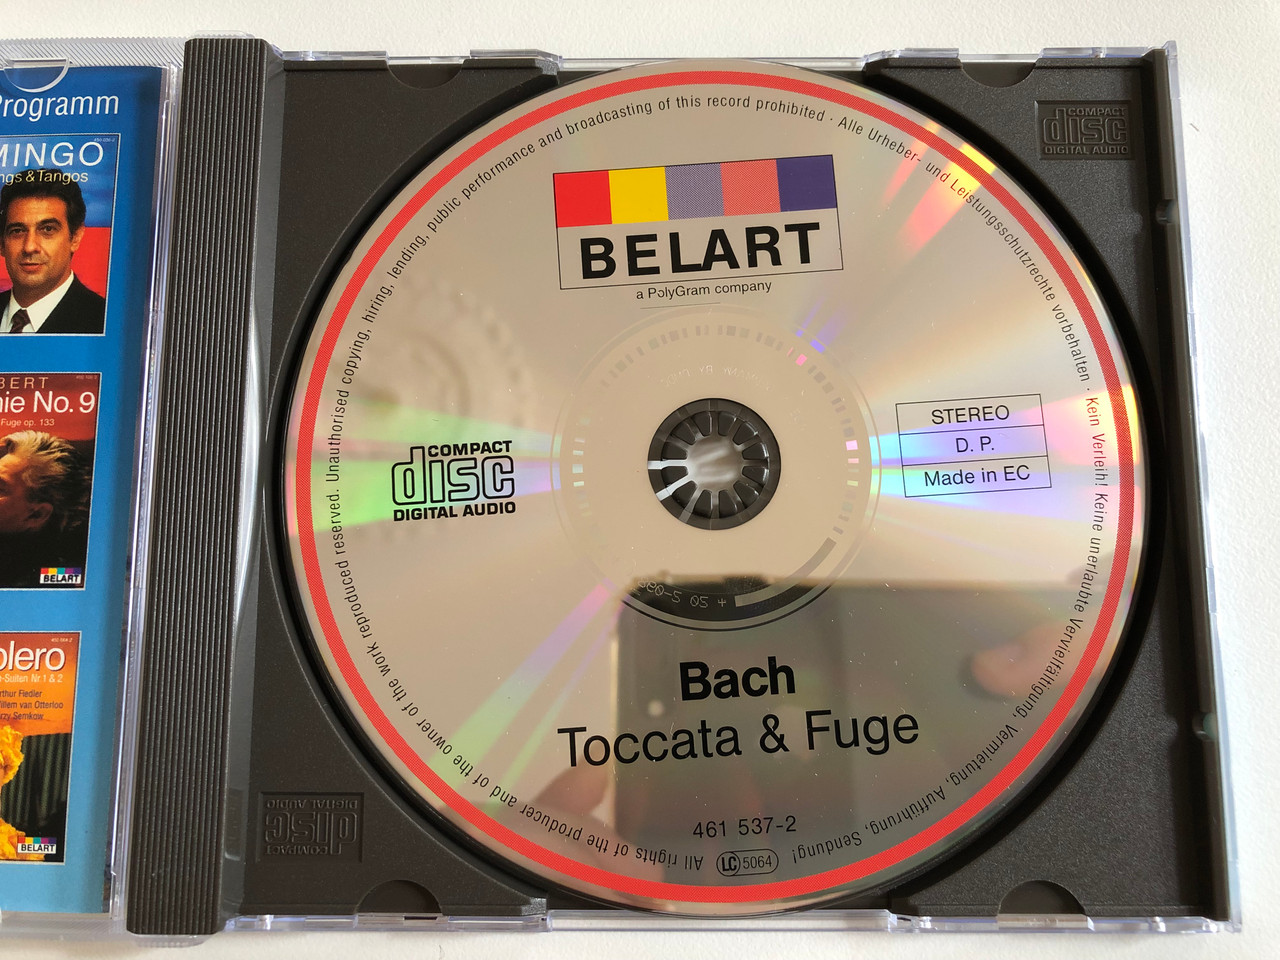 Programm
MINGO
ngs & Tangos
BERT
nie No. 9
Fuge op. 133
BELART
olero
n-Suiten Nr. 1 & 2
rthur Fiedler
Willem van Otterloo
rzy Semkow
BELART
BELART
a PolyGram company
COMPACT
disc
DIGITAL AUDIO
STEREO
D. P.
Made in EC
Bach
Toccata & Fuge
461 537-2
LC 5064
All rights of the producer and of the owner of the work reproduced reserved. Unauthorised copying, hiring, lending, public performance and broadcasting of this record prohibited · Alle Urheber- und Leistungsschutzrechte vorbehalten · Kein Verleih! Keine unerlaubte Vervielfältigung, Vermietung, Aufführung, Sendung!
COMPACT
disc
DIGITAL AUDIO
COMPACT
disc
DIGITAL AUDIO